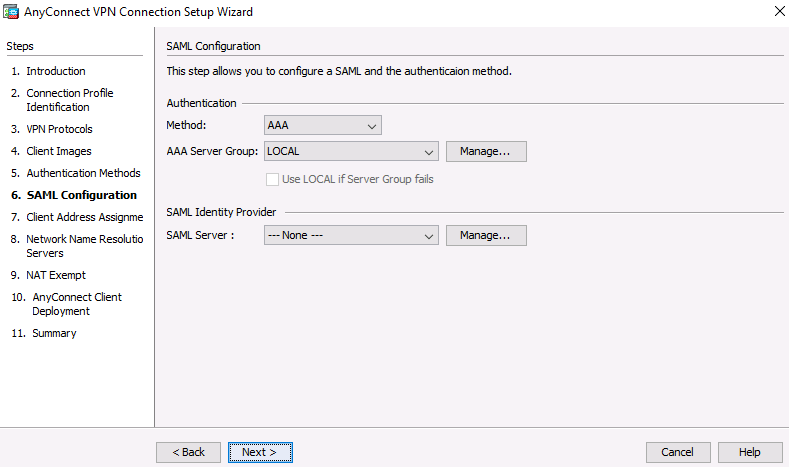 AnyConnect VPN Connection Setup Wizard
Steps
1. Introduction
2. Connection Profile
Identification
3. VPN Protocols
4. Client Images
5. Authentication Methods
6. SAML Configuration
7. Client Address Assignme
8. Network Name Resolutio
Servers
9. NAT Exempt
10. AnyConnect Client
Deployment
11. Summary
SAML Configuration
This step allows you to configure a SAML and the authenticaion method.
Authentication
Method: AAA
AAA Server Group: LOCAL Manage...
Use LOCAL if Server Group fails
SAML Identity Provider
SAML Server : --- None --- Manage...
< Back Next > Cancel Help